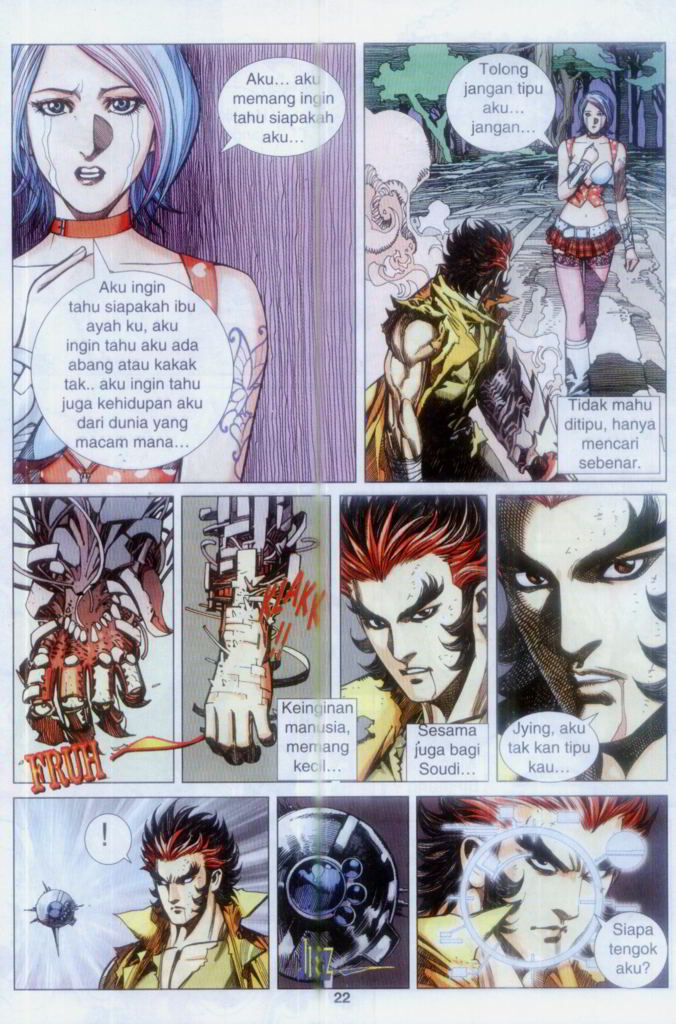 Aku... aku
memang ingin
tahu siapakah
aku...
Aku ingin
tahu siapakah ibu
ayah ku, aku
ingin tahu aku ada
abang atau kakak
tak.. aku ingin tahu
juga kehidupan aku
dari dunia yang
macam mana...
Tolong
jangan tipu
aku...
jangan...
Tidak mahu
ditipu, hanya
mencari
sebenar.
FRUH
KLAKK
!!
Keinginan
manusia,
memang
kecil...
Sesama
juga bagi
Soudi...
Jying, aku
tak kan tipu
kau...
!
Siapa
tengok
aku?
22